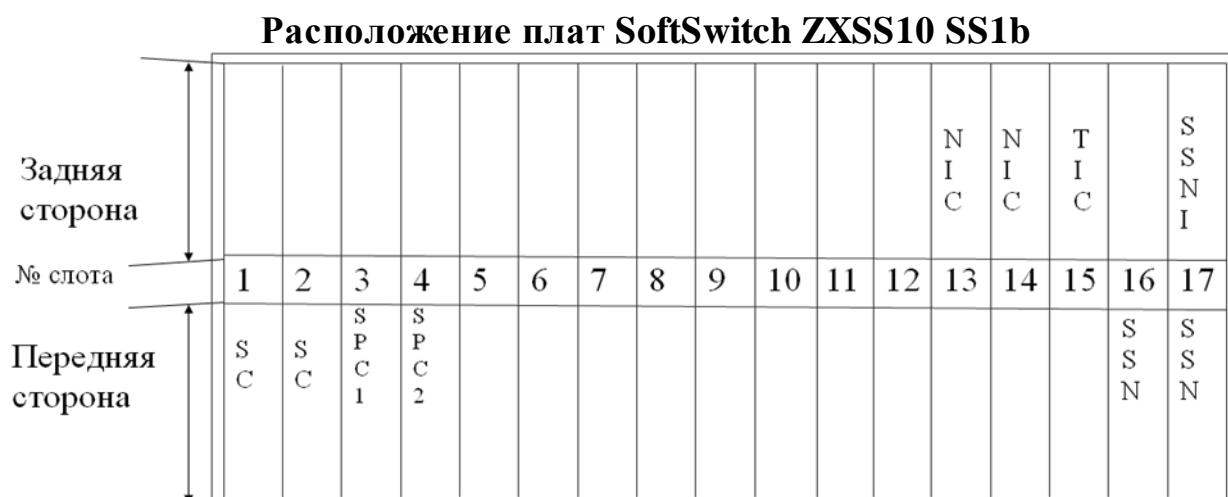 Расположение плат SoftSwitch ZXSS10 SS1b
Задняя
сторона
NIC
NIC
TIC
SSNI
№ слота
1 2 3 4 5 6 7 8 9 10 11 12 13 14 15 16 17
Передняя
сторона
SC
SC
SPC1
SPC2
SSN
SSN